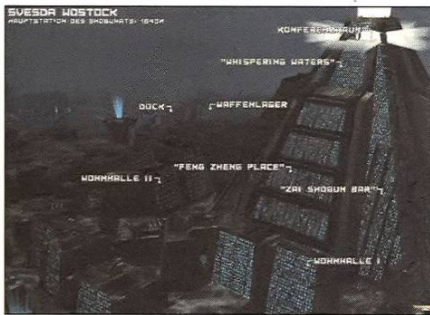 SVESDA WOSTOCK
HAUPTSTATION DES SHOGUNATS:
KONFERENZRAUM
"WHISPERING WATERS"
DOCK
WAFFENLAGER
"FENG ZHENG PLACE"
WOHNHALLE II
"ZAI SHOGUN BAR"
WOHNHALLE I